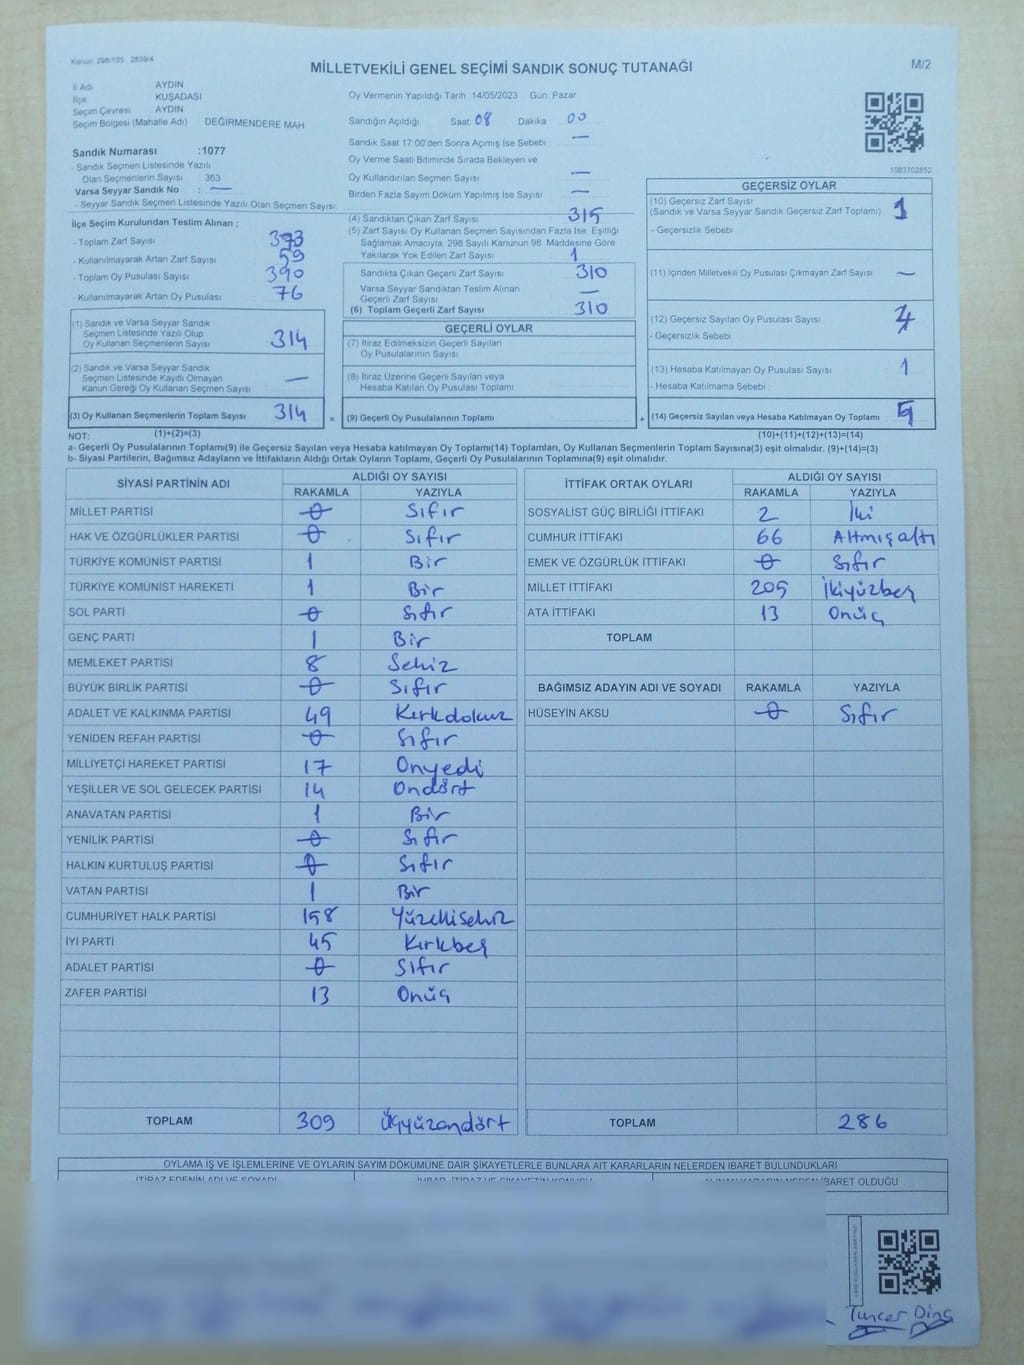 Kanun: 298/105 2839/4
MİLLETVEKİLİ GENEL SEÇİMİ SANDIK SONUÇ TUTANAĞI
M/2
İl Adı AYDIN
İlçe KUŞADASI
Seçim Çevresi AYDIN
Seçim Bölgesi (Mahalle Adı) DEĞİRMENDERE MAH
Sandık Numarası :1077
- Sandık Seçmen Listesinde Yazılı
Olan Seçmenlerin Sayısı 363
Varsa Seyyar Sandık No : —
- Seyyar Sandık Seçmen Listesinde Yazılı Olan Seçmen Sayısı:
İlçe Seçim Kurulundan Teslim Alınan ;
- Toplam Zarf Sayısı 373
- Kullanılmayarak Artan Zarf Sayısı 59
- Toplam Oy Pusulası Sayısı 390
- Kullanılmayarak Artan Oy Pusulası 76
(1) Sandık ve Varsa Seyyar Sandık
Seçmen Listesinde Yazılı Olup
Oy Kullanan Seçmenlerin Sayısı 314
(2) Sandık ve Varsa Seyyar Sandık
Seçmen Listesinde Kayıtlı Olmayan
Kanun Gereği Oy Kullanan Seçmen Sayısı —
(3) Oy Kullanan Seçmenlerin Toplam Sayısı 314 =
Oy Vermenin Yapıldığı Tarih :14/05/2023 Gün: Pazar
Sandığın Açıldığı Saat: 08 Dakika : 00
Sandık Saat 17:00'den Sonra Açımış İse Sebebi : —
Oy Verme Saati Bitiminde Sırada Bekleyen ve
Oy Kullandırılan Seçmen Sayısı —
Birden Fazla Sayım Döküm Yapılmış İse Sayısı —
(4) Sandıktan Çıkan Zarf Sayısı 315
(5) Zarf Sayısı Oy Kullanan Seçmen Sayısından Fazla İse, Eşitliği
Sağlamak Amacıyla, 298 Sayılı Kanunun 98. Maddesine Göre
Yakılarak Yok Edilen Zarf Sayısı 1
Sandıkta Çıkan Geçerli Zarf Sayısı 310
Varsa Seyyar Sandıktan Teslim Alınan
Geçerli Zarf Sayısı —
(6) Toplam Geçerli Zarf Sayısı 310
GEÇERLİ OYLAR
(7) İtiraz Edilmeksizin Geçerli Sayılan
Oy Pusulalarının Sayısı
(8) İtiraz Üzerine Geçerli Sayılan veya
Hesaba Katılan Oy Pusulaları Toplamı
(9) Geçerli Oy Pusulalarının Toplamı +
1083702852
GEÇERSİZ OYLAR
(10) Geçersiz Zarf Sayısı
(Sandık ve Varsa Seyyar Sandık Geçersiz Zarf Toplamı) 1
- Geçersizlik Sebebi :
(11) İçinden Milletvekili Oy Pusulası Çıkmayan Zarf Sayısı —
(12) Geçersiz Sayılan Oy Pusulası Sayısı
- Geçersizlik Sebebi :
(13) Hesaba Katılmayan Oy Pusulası Sayısı 1
- Hesaba Katılmama Sebebi :
(14) Geçersiz Sayılan veya Hesaba Katılmayan Oy Toplamı
NOT: (1)+(2)=(3) (10)+(11)+(12)+(13)=(14)
a- Geçerli Oy Pusulalarının Toplamı(9) ile Geçersiz Sayılan veya Hesaba katılmayan Oy Toplamı(14) Toplamları, Oy Kullanan Seçmenlerin Toplam Sayısına(3) eşit olmalıdır. (9)+(14)=(3)
b- Siyasi Partilerin, Bağımsız Adayların ve İttifakların Aldığı Ortak Oyların Toplamı, Geçerli Oy Pusulalarının Toplamına(9) eşit olmalıdır.
SİYASİ PARTİNİN ADI ALDIĞI OY SAYISI
RAKAMLA YAZIYLA
MİLLET PARTİSİ 0 Sıfır
HAK VE ÖZGÜRLÜKLER PARTİSİ 0 Sıfır
TÜRKİYE KOMÜNİST PARTİSİ 1 Bir
TÜRKİYE KOMÜNİST HAREKETİ 1 Bir
SOL PARTİ 0 Sıfır
GENÇ PARTİ 1 Bir
MEMLEKET PARTİSİ 8 Sekiz
BÜYÜK BİRLİK PARTİSİ 0 Sıfır
ADALET VE KALKINMA PARTİSİ 49 Kırkdokuz
YENİDEN REFAH PARTİSİ 0 Sıfır
MİLLİYETÇİ HAREKET PARTİSİ 17 Onyedi
YEŞİLLER VE SOL GELECEK PARTİSİ 14 Ondört
ANAVATAN PARTİSİ 1 Bir
YENİLİK PARTİSİ 0 Sıfır
HALKIN KURTULUŞ PARTİSİ 0 Sıfır
VATAN PARTİSİ 1 Bir
CUMHURİYET HALK PARTİSİ 158 Yüzellisekiz
İYİ PARTİ 45 Kırkbeş
ADALET PARTİSİ 0 Sıfır
ZAFER PARTİSİ 13 Onüç
TOPLAM 309 Üçyüzondört
İTTİFAK ORTAK OYLARI ALDIĞI OY SAYISI
RAKAMLA YAZIYLA
SOSYALİST GÜÇ BİRLİĞİ İTTİFAKI 2 İki
CUMHUR İTTİFAKI 66 Altmışaltı
EMEK VE ÖZGÜRLÜK İTTİFAKI 0 Sıfır
MİLLET İTTİFAKI 205 İkiyüzbeş
ATA İTTİFAKI 13 Onüç
TOPLAM
BAĞIMSIZ ADAYIN ADI VE SOYADI RAKAMLA YAZIYLA
HÜSEYİN AKSU 0 Sıfır
TOPLAM 286
OYLAMA İŞ VE İŞLEMLERİNE VE OYLARIN SAYIM DÖKÜMÜNE DAİR ŞİKAYETLERLE BUNLARA AİT KARARLARIN NELERDEN İBARET BULUNDUKLARI
İTİRAZ EDENİN ADI VE SOYADI
İBARET OLDUĞU
Tuncer Dinç